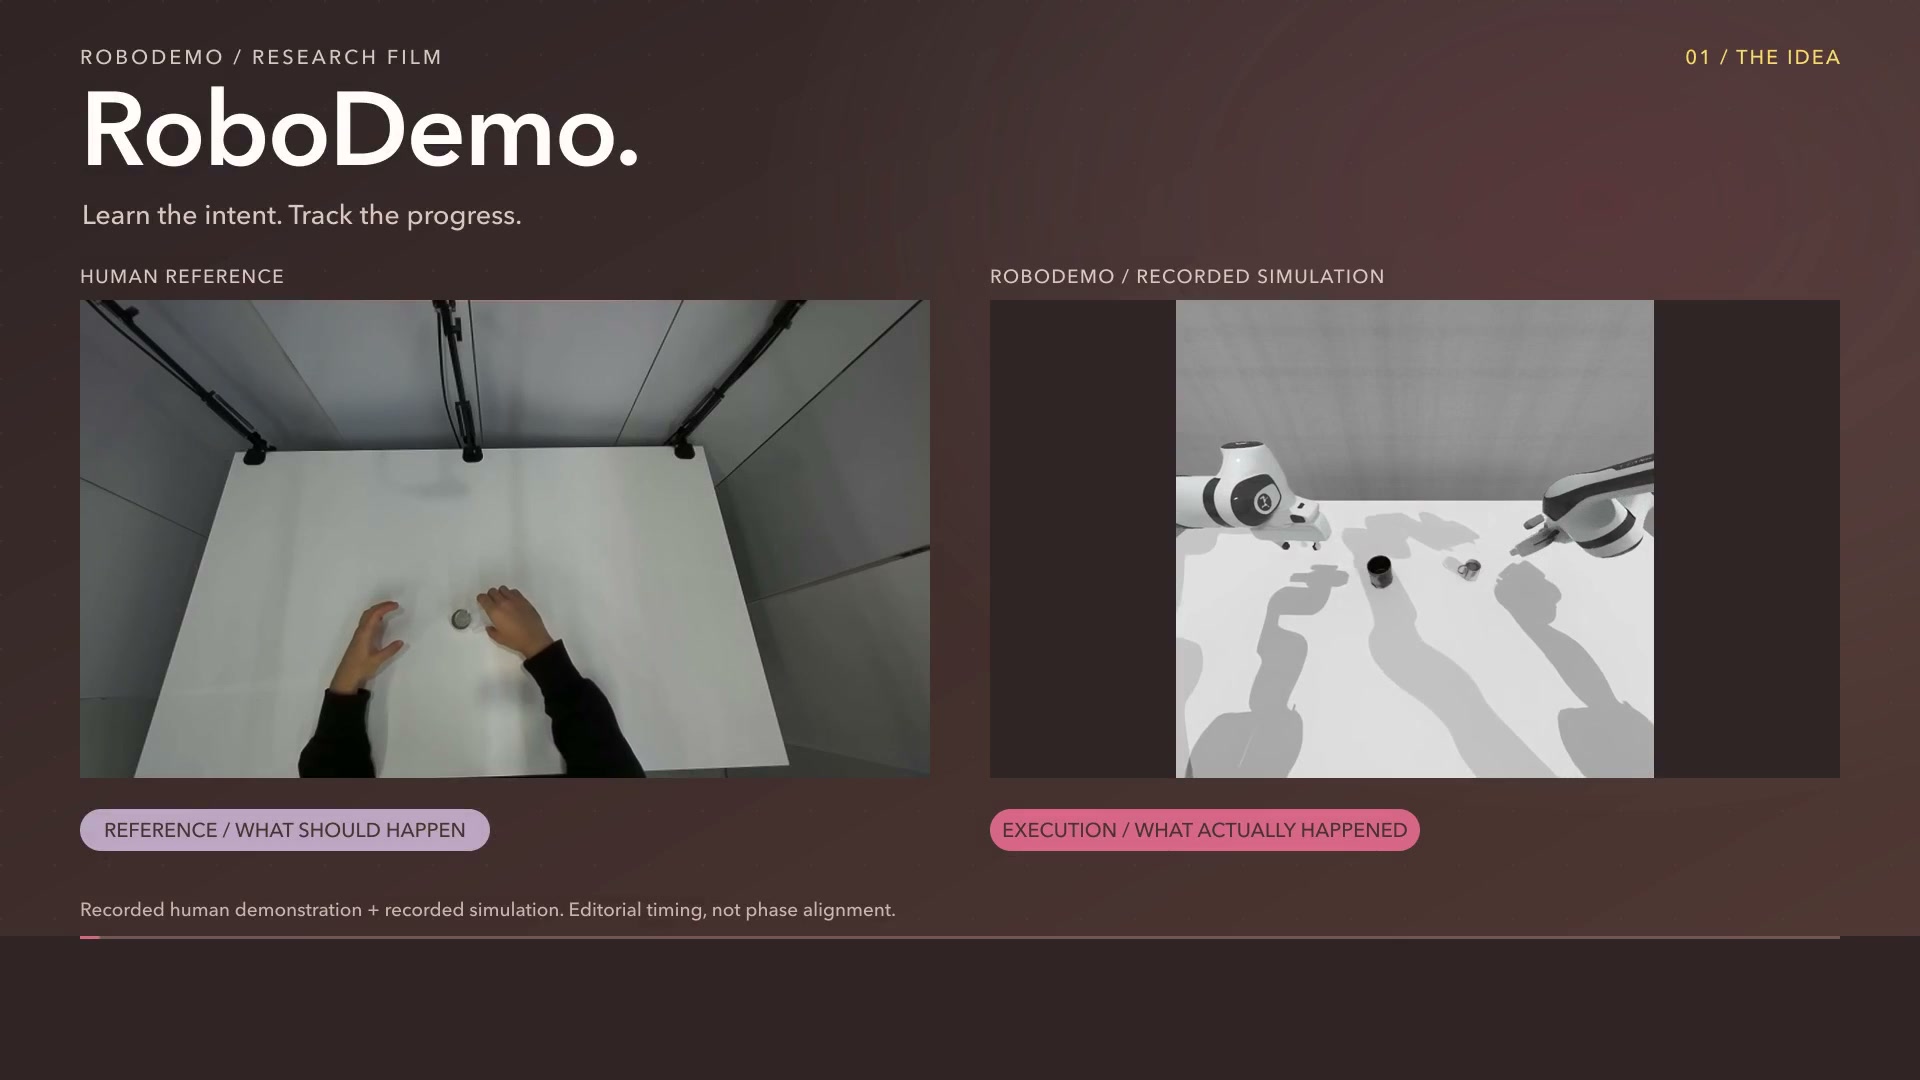 ROBODEMO / RESEARCH FILM
01 / THE IDEA
RoboDemo.
Learn the intent. Track the progress.
HUMAN REFERENCE
ROBODEMO / RECORDED SIMULATION
REFERENCE / WHAT SHOULD HAPPEN
EXECUTION / WHAT ACTUALLY HAPPENED
Recorded human demonstration + recorded simulation. Editorial timing, not phase alignment.